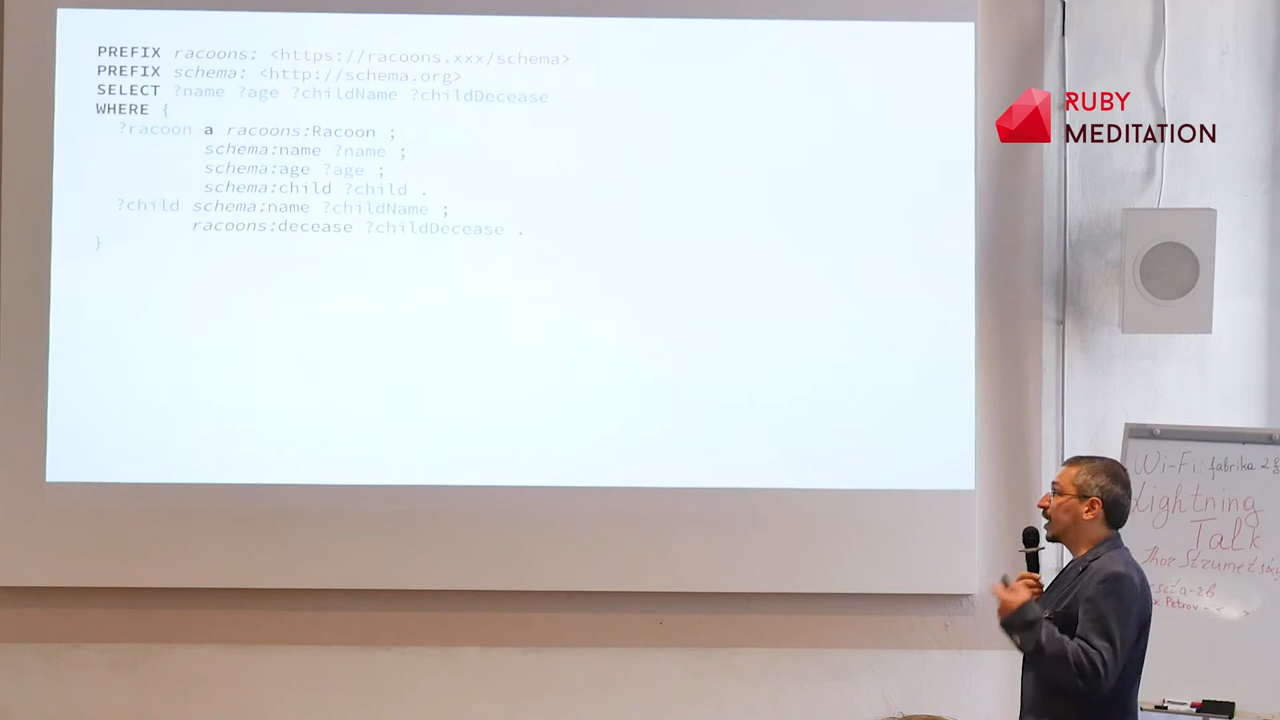 PREFIX racoons: <https://racoons.xxx/schema>
PREFIX schema: <http://schema.org>
SELECT ?name ?age ?childName ?childDecease
WHERE {
?racoon a racoons:Racoon ;
schema:name ?name ;
schema:age ?age ;
schema:child ?child .
?child schema:name ?childName ;
racoons:decease ?childDecease .
}
RUBY
MEDITATION
Wi-Fi: fabrika 2
Lightning
Talk
Petrov -